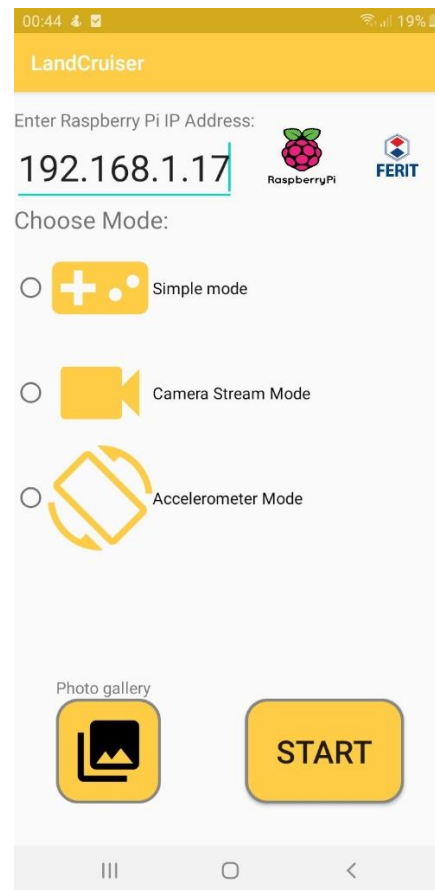 00:44 19%
LandCruiser
Enter Raspberry Pi IP Address:
192.168.1.17
RaspberryPi
FERIT
Choose Mode:
Simple mode
Camera Stream Mode
Accelerometer Mode
Photo gallery
START